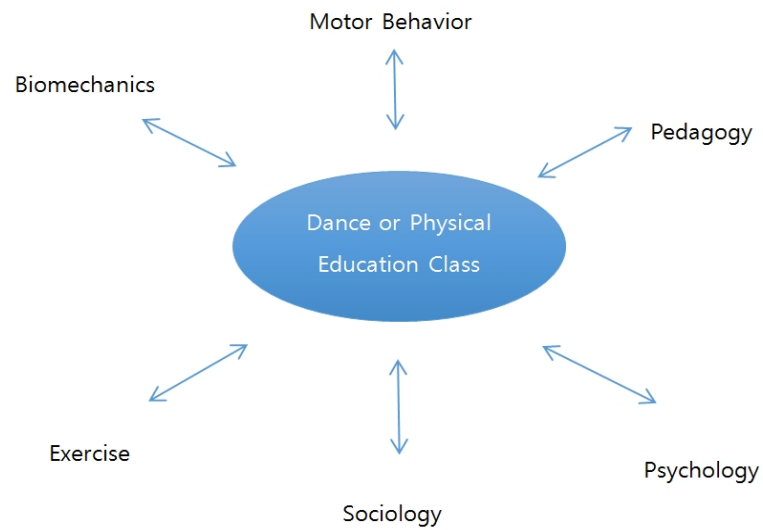 Motor Behavior
Biomechanics
Pedagogy
Dance or Physical
Education Class
Exercise
Psychology
Sociology